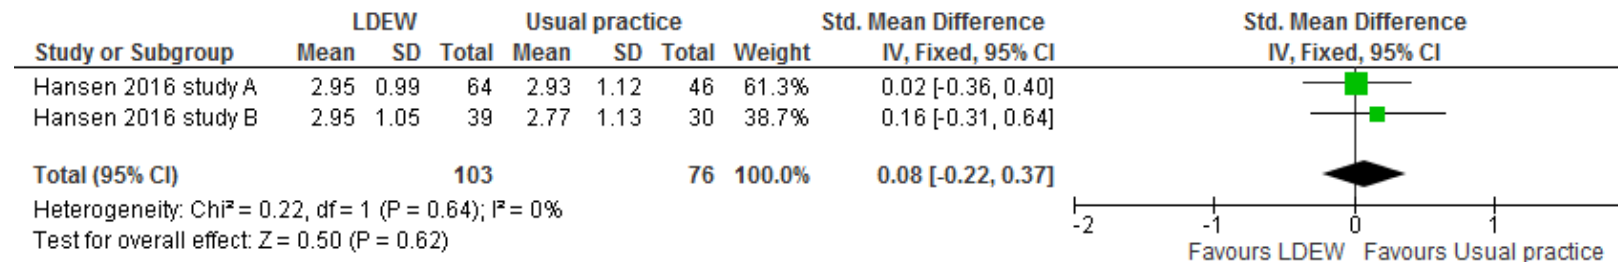 LDEW Usual practice Std. Mean Difference Std. Mean Difference
Study or Subgroup Mean SD Total Mean SD Total Weight IV, Fixed, 95% CI IV, Fixed, 95% CI
Hansen 2016 study A 2.95 0.99 64 2.93 1.12 46 61.3% 0.02 [-0.36, 0.40]
Hansen 2016 study B 2.95 1.05 39 2.77 1.13 30 38.7% 0.16 [-0.31, 0.64]
Total (95% CI) 103 76 100.0% 0.08 [-0.22, 0.37]
Heterogeneity: Chi² = 0.22, df = 1 (P = 0.64); I² = 0%
Test for overall effect: Z = 0.50 (P = 0.62)
-2 -1 0 1
Favours LDEW Favours Usual practice